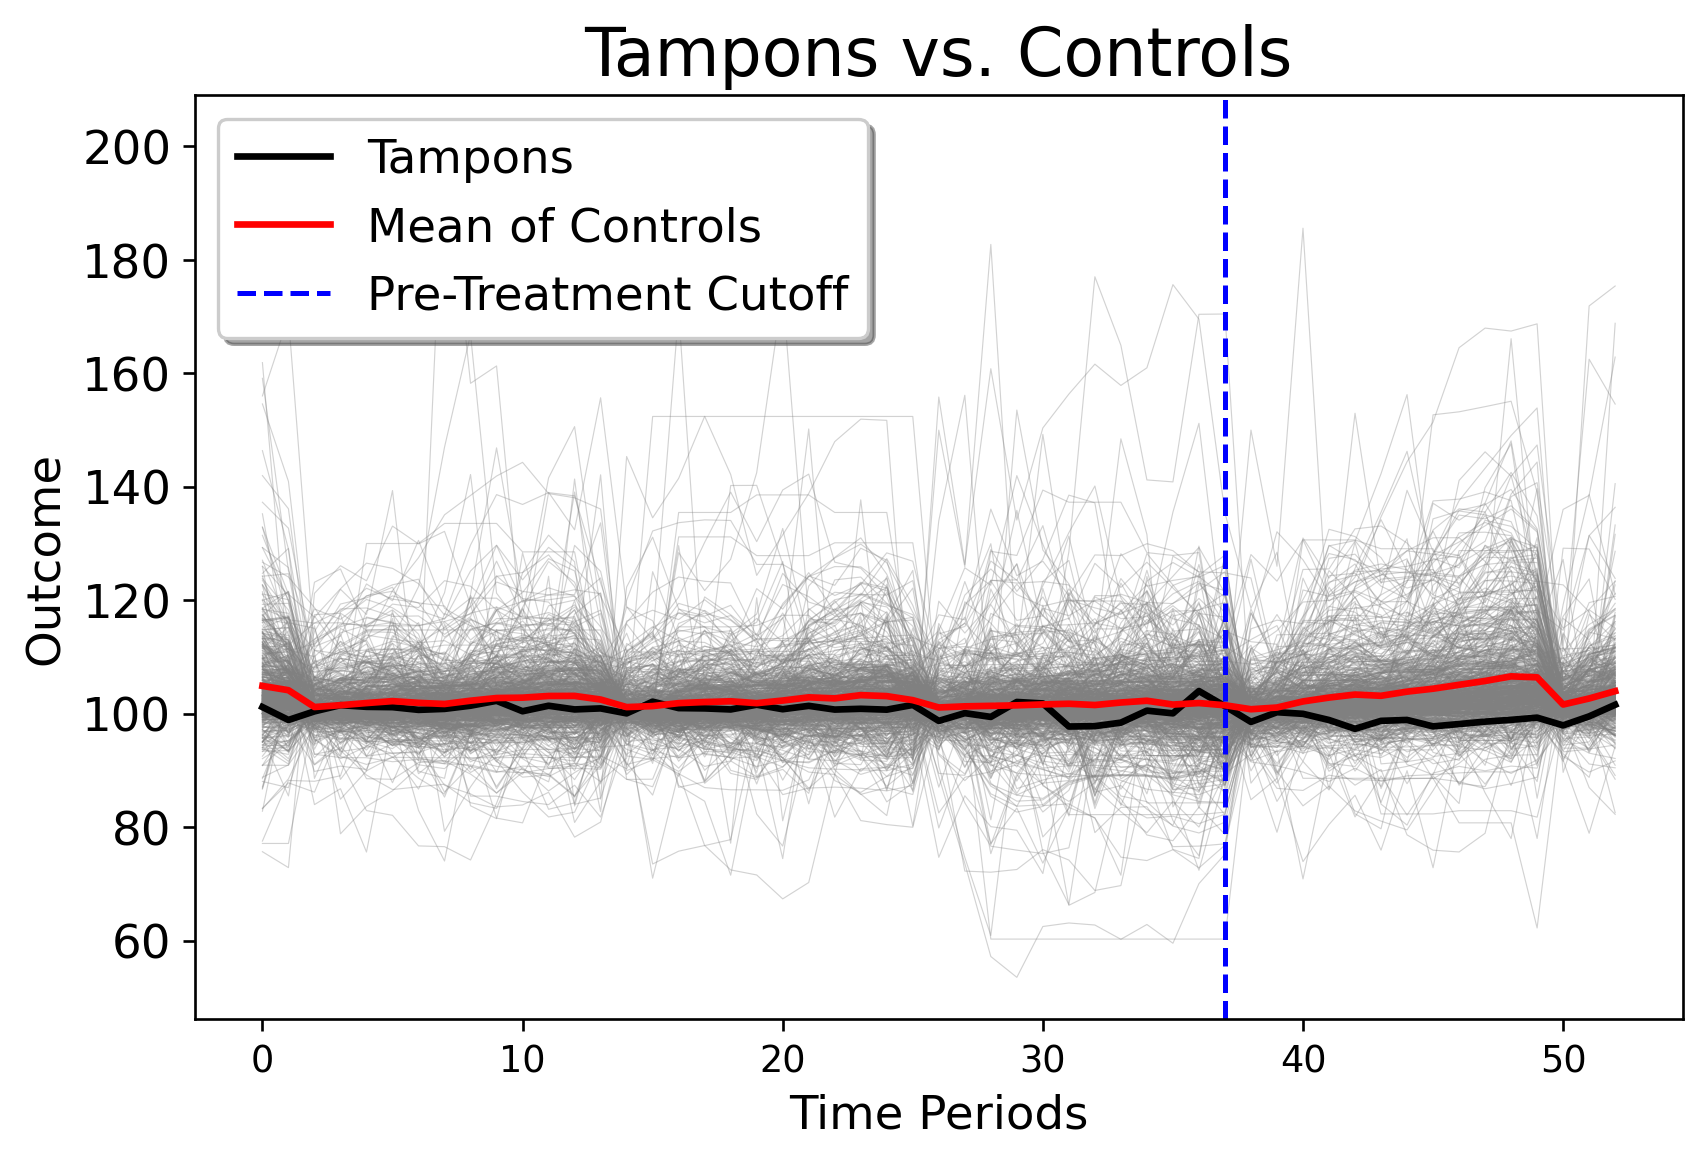 Tampons vs. Controls
Tampons
Mean of Controls
Pre-Treatment Cutoff
Outcome
200
180
160
140
120
100
80
60
0 10 20 30 40 50
Time Periods